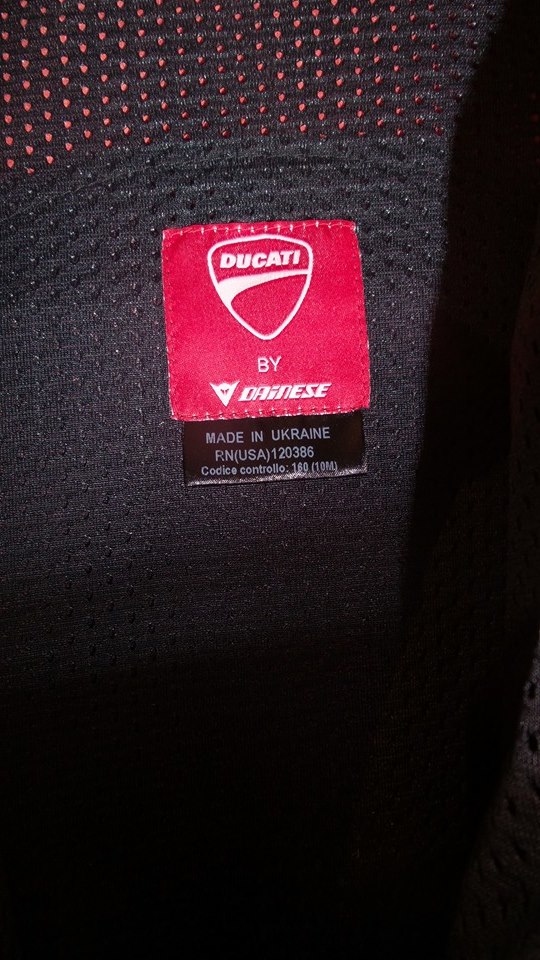 DUCATI
BY
DAINESE
MADE IN UKRAINE
RN(USA)120386
Codice controllo: 160 (10M)